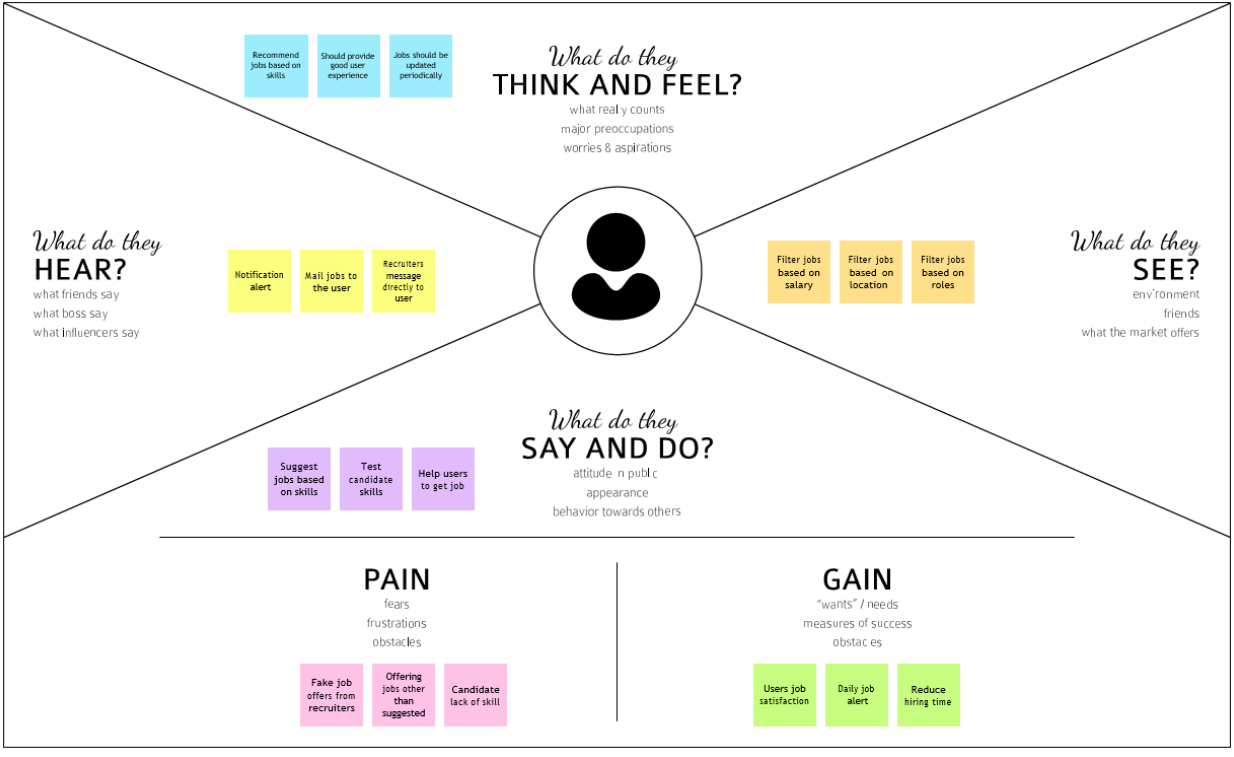 Recommend
jobs based on
skills
Should provide
good user
experience
Jobs should be
updated
periodically
What do they
THINK AND FEEL?
what real y counts
major preoccupations
worries & aspirations
What do they
HEAR?
what friends say
what boss say
what influencers say
Notification
alert
Mail jobs to
the user
Recruiters
message
directly to
user
Filter jobs
based on
salary
Filter jobs
based on
location
Filter jobs
based on
roles
What do they
SEE?
env'ronment
friends
what the market offers
What do they
SAY AND DO?
attitude n publ c
appearance
behavior towards others
Suggest
jobs based
on skills
Test
candidate
skills
Help users
to get job
PAIN
fears
frustrations
obstacles
Fake job
offers from
recruiters
Offering
jobs other
than
suggested
Candidate
lack of skill
GAIN
"wants" / needs
measures of success
obstac es
Users job
satisfaction
Daily job
alert
Reduce
hiring time